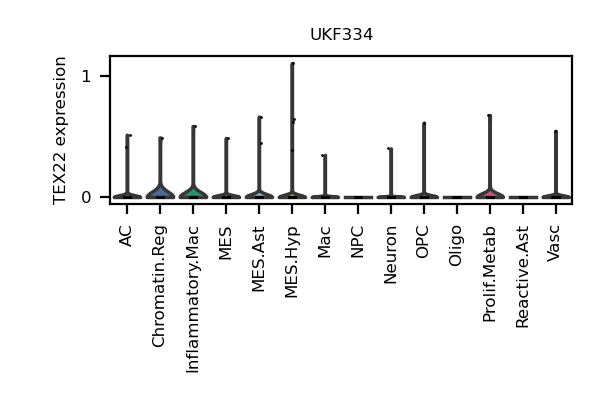 UKF334
TEX22 expression
1
0
AC
Chromatin.Reg
Inflammatory.Mac
MES
MES.Ast
MES.Hyp
Mac
NPC
Neuron
OPC
Oligo
Prolif.Metab
Reactive.Ast
Vasc